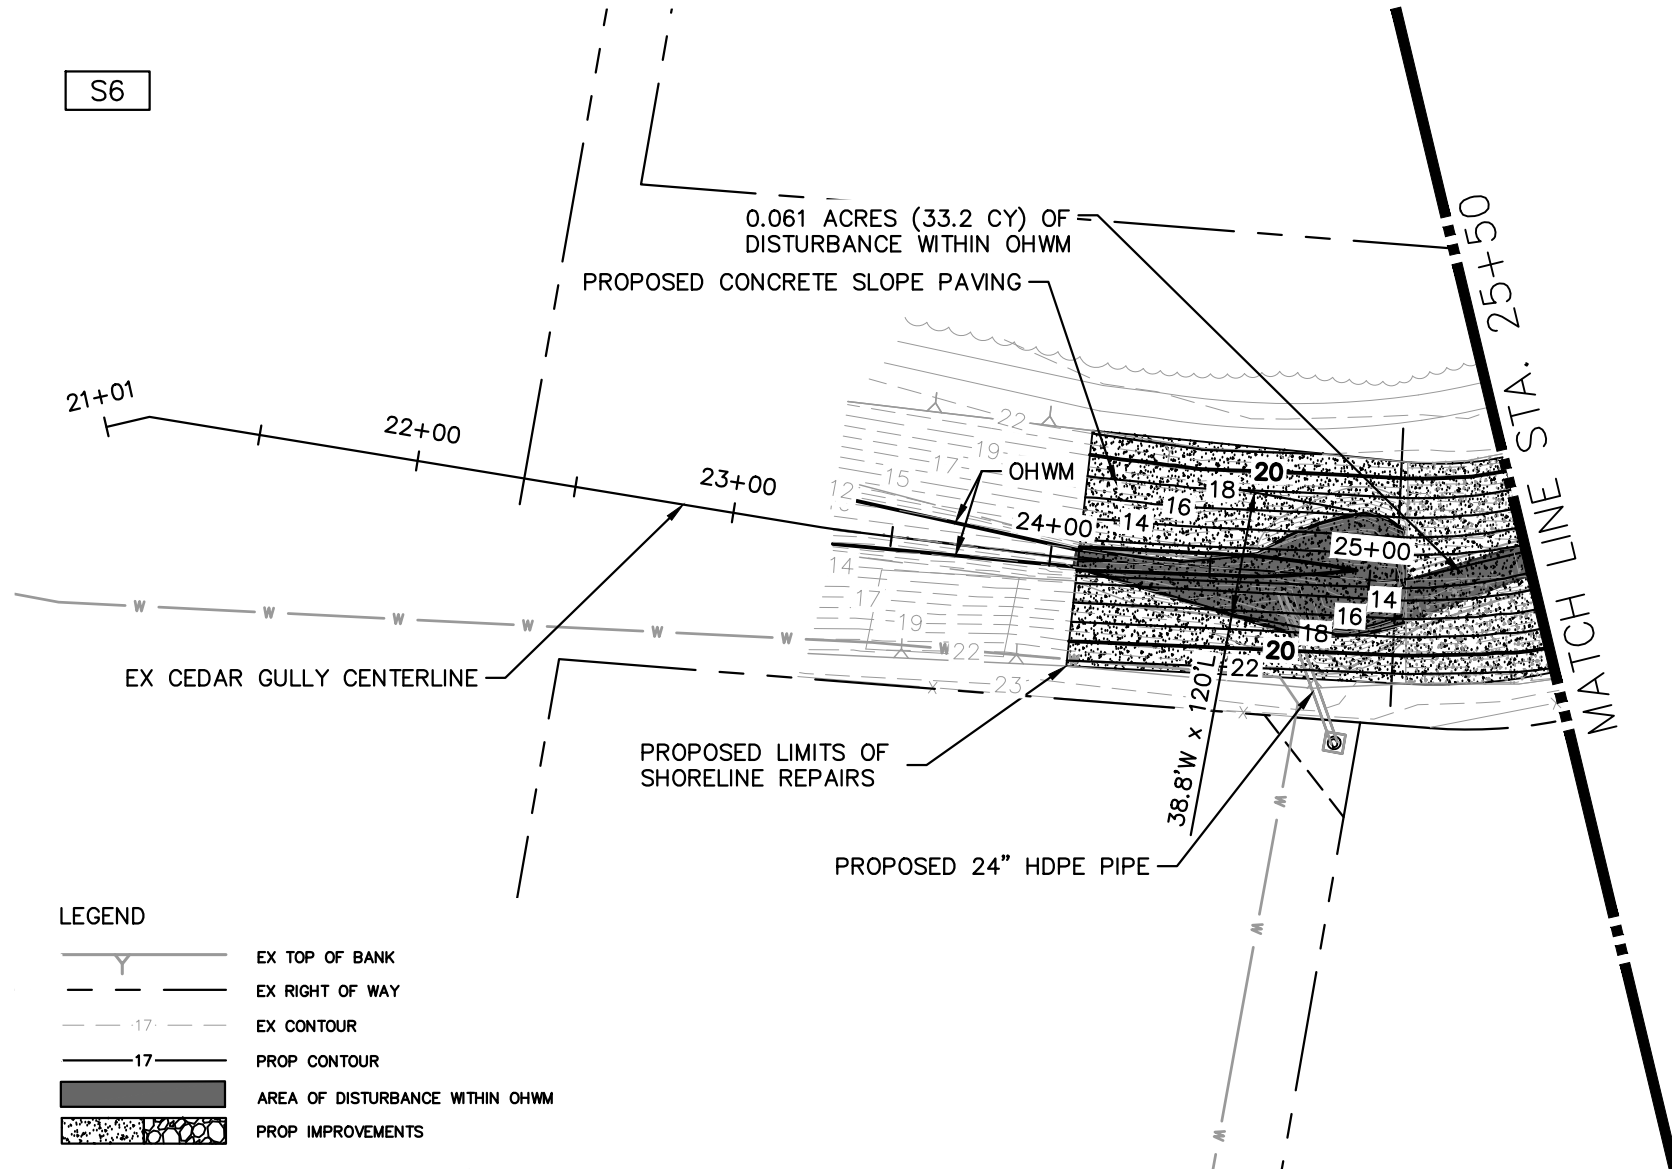 S6
0.061 ACRES (33.2 CY) OF
DISTURBANCE WITHIN OHWM
PROPOSED CONCRETE SLOPE PAVING
MATCH LINE STA. 25+50
21+01
22+00
23+00
24+00
25+00
OHWM
22
19
17
15
12
14
17
19
22
23
20
18
16
14
14
16
18
20
22
W
W
W
W
W
W
W
EX CEDAR GULLY CENTERLINE
PROPOSED LIMITS OF
SHORELINE REPAIRS
38.8'W x 120'L
PROPOSED 24" HDPE PIPE
W
W
W
LEGEND
EX TOP OF BANK
EX RIGHT OF WAY
17
EX CONTOUR
17
PROP CONTOUR
AREA OF DISTURBANCE WITHIN OHWM
PROP IMPROVEMENTS